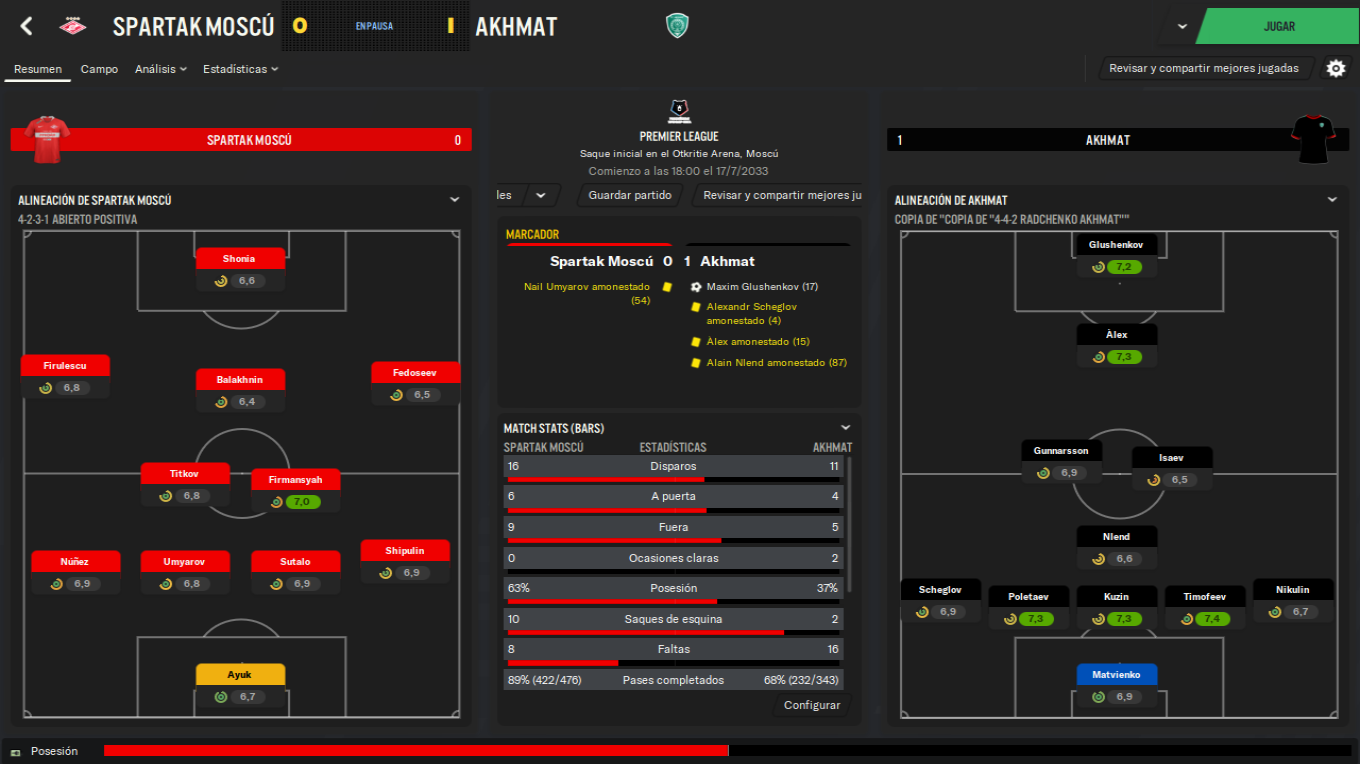 SPARTAK MOSCÚ
0
EN PAUSA
1
AKHMAT
JUGAR
Resumen
Campo
Análisis
Estadísticas
Revisar y compartir mejores jugadas
SPARTAK MOSCÚ
0
ALINEACIÓN DE SPARTAK MOSCÚ
4-2-3-1 ABIERTO POSITIVA
Shonia
6,6
Firulescu
6,8
Balakhnin
6,4
Fedoseev
6,5
Titkov
6,8
Firmansyah
7,0
Núñez
6,9
Umyarov
6,8
Sutalo
6,9
Shipulin
6,9
Ayuk
6,7
PREMIER LEAGUE
Saque inicial en el Otkritie Arena, Moscú
Comienzo a las 18:00 el 17/7/2033
les
Guardar partido
Revisar y compartir mejores ju
MARCADOR
Spartak Moscú 0 1 Akhmat
Nail Umyarov amonestado
(54)
Maxim Glushenkov (17)
Alexandr Scheglov
amonestado (4)
Àlex amonestado (15)
Alain Nlend amonestado (87)
MATCH STATS (BARS)
SPARTAK MOSCÚ ESTADÍSTICAS AKHMAT
16 Disparos 11
6 A puerta 4
9 Fuera 5
0 Ocasiones claras 2
63% Posesión 37%
10 Saques de esquina 2
8 Faltas 16
89% (422/476) Pases completados 68% (232/343)
Configurar
1
AKHMAT
ALINEACIÓN DE AKHMAT
COPIA DE "COPIA DE "4-4-2 RADCHENKO AKHMAT""
Glushenkov
7,2
Àlex
7,3
Gunnarsson
6,9
Isaev
6,5
Nlend
6,6
Scheglov
6,9
Poletaev
7,3
Kuzin
7,3
Timofeev
7,4
Nikulin
6,7
Matvienko
6,9
Posesión